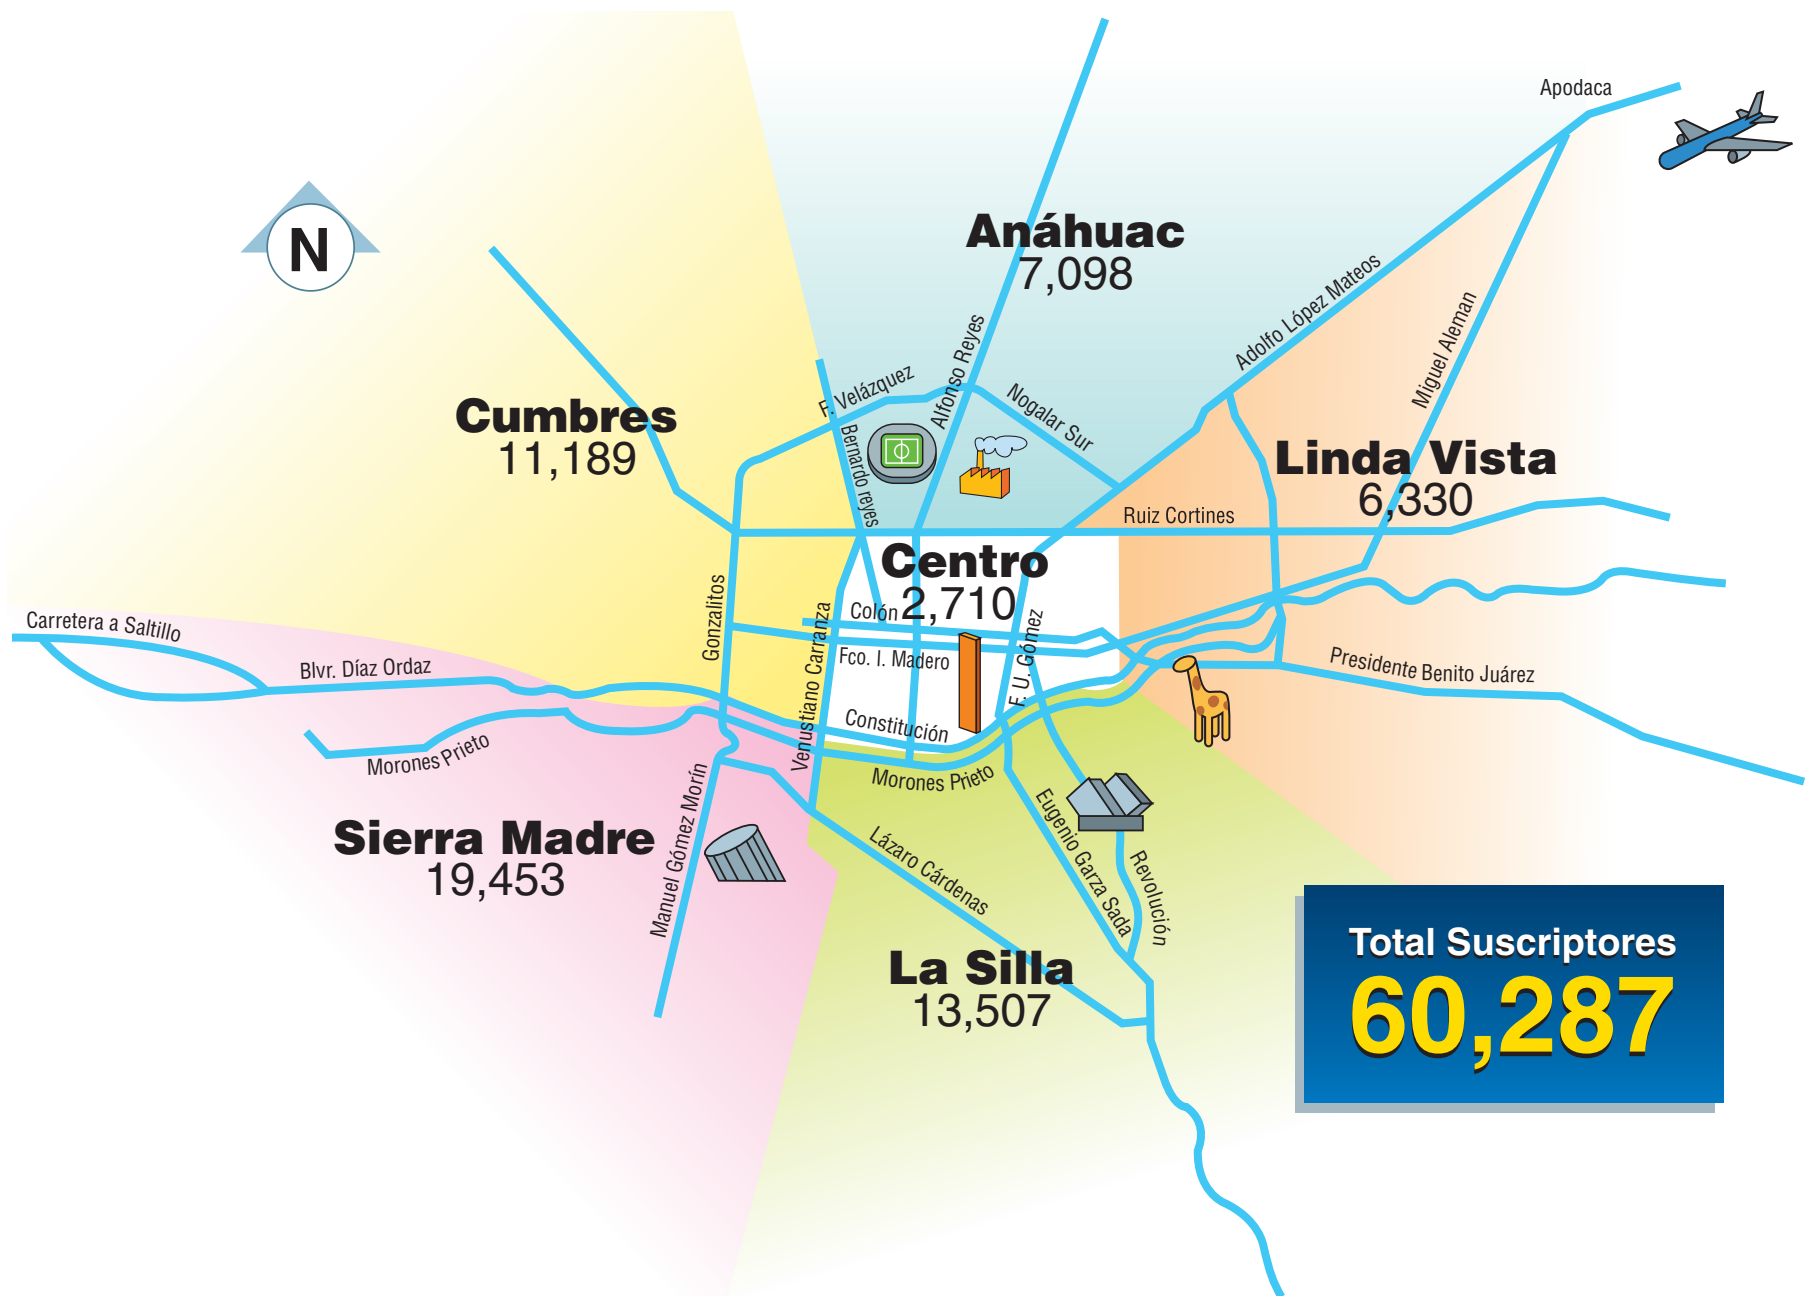 Apodaca
N
Anáhuac
7,098
Adolfo López Mateos
Miguel Aleman
Alfonso Reyes
F. Velázquez
Nogalar Sur
Bernardo reyes
Cumbres
11,189
Linda Vista
6,330
Ruiz Cortines
Centro
2,710
Gonzalitos
Colón
Venustiano Carranza
Fco. I. Madero
F. U. Gómez
Carretera a Saltillo
Blvr. Díaz Ordaz
Presidente Benito Juárez
Constitución
Morones Prieto
Morones Prieto
Manuel Gómez Morín
Sierra Madre
19,453
Lázaro Cárdenas
Eugenio Garza Sada
Revolución
La Silla
13,507
Total Suscriptores
60,287